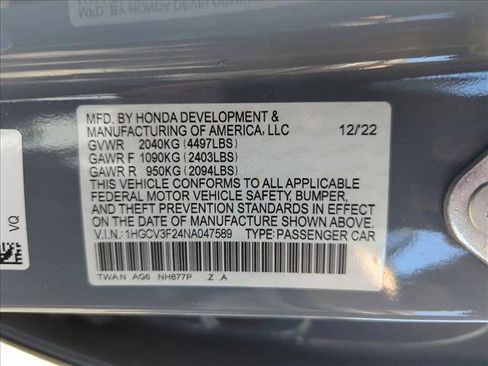 MFD. BY HONDA DEVELOPMENT &
MANUFACTURING OF AMERICA, LLC 12/22
GVWR 2040KG (4497LBS)
GAWR F 1090KG (2403LBS)
GAWR R 950KG (2094LBS)
THIS VEHICLE CONFORMS TO ALL APPLICABLE
FEDERAL MOTOR VEHICLE SAFETY, BUMPER,
AND THEFT PREVENTION STANDARDS IN EFFECT
ON THE DATE OF MANUFACTURE SHOWN ABOVE.
V.I.N.: 1HGCV3F24NA047589 TYPE:PASSENGER CAR
TWAN AG6 NH877P Z A
VQ